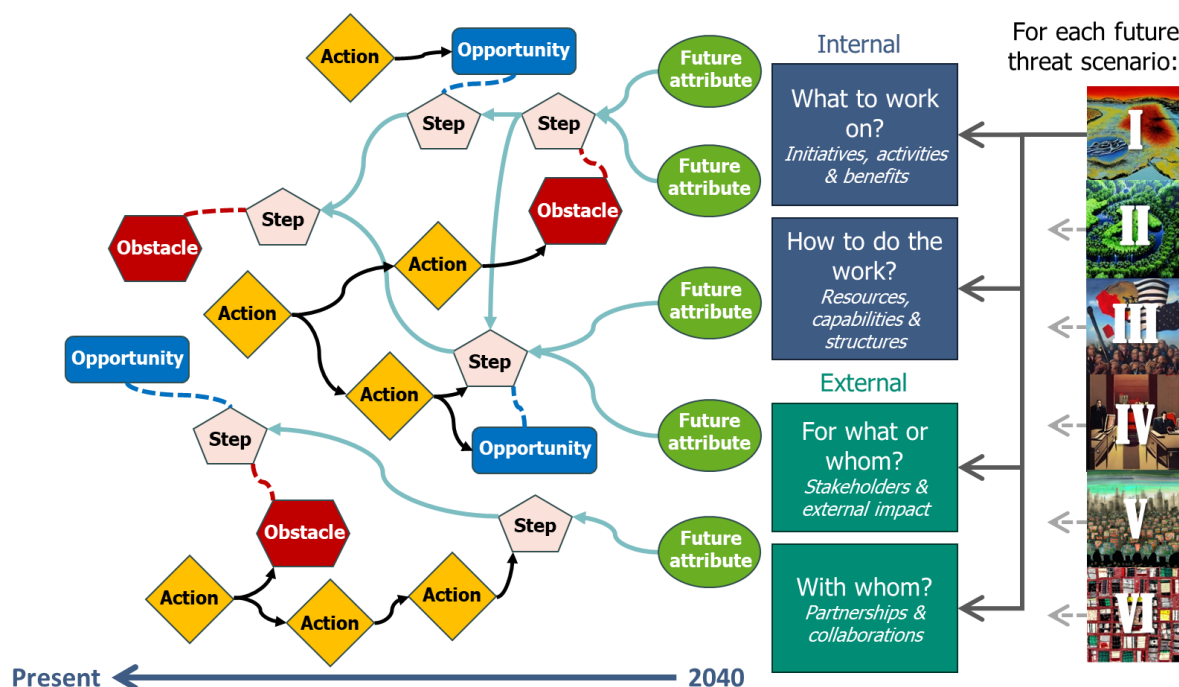 For each future
threat scenario:
Internal
What to work
on?
Initiatives, activities
& benefits
How to do the
work?
Resources,
capabilities &
structures
External
For what or
whom?
Stakeholders &
external impact
With whom?
Partnerships &
collaborations
I
II
III
IV
V
VI
Action
Opportunity
Future
attribute
Step
Step
Future
attribute
Obstacle
Step
Obstacle
Action
Action
Future
attribute
Opportunity
Step
Action
Step
Opportunity
Future
attribute
Obstacle
Step
Future
attribute
Action
Action
Action
Present
2040